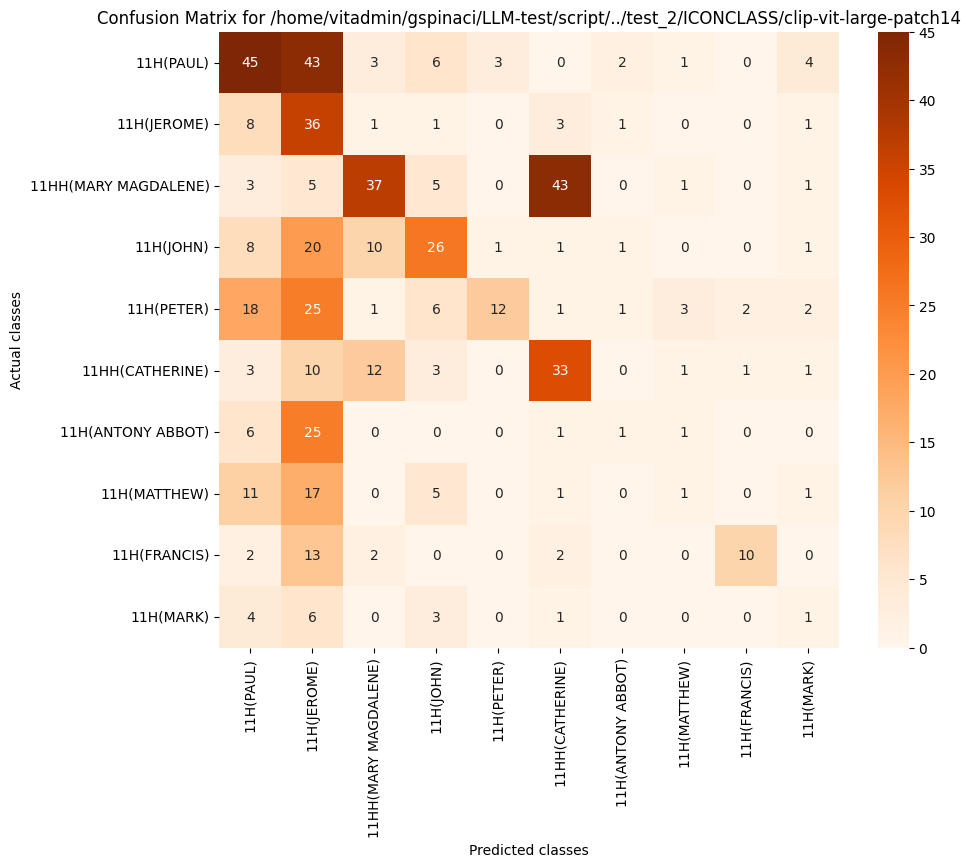 Confusion Matrix for /home/vitadmin/gspinaci/LLM-test/script/../test_2/ICONCLASS/clip-vit-large-patch14
Actual classes
11H(PAUL) 45 43 3 6 3 0 2 1 0 4
11H(JEROME) 8 36 1 1 0 3 1 0 0 1
11HH(MARY MAGDALENE) 3 5 37 5 0 43 0 1 0 1
11H(JOHN) 8 20 10 26 1 1 1 0 0 1
11H(PETER) 18 25 1 6 12 1 1 3 2 2
11HH(CATHERINE) 3 10 12 3 0 33 0 1 1 1
11H(ANTONY ABBOT) 6 25 0 0 0 1 1 1 0 0
11H(MATTHEW) 11 17 0 5 0 1 0 1 0 1
11H(FRANCIS) 2 13 2 0 0 2 0 0 10 0
11H(MARK) 4 6 0 3 0 1 0 0 0 1
11H(PAUL)
11H(JEROME)
11HH(MARY MAGDALENE)
11H(JOHN)
11H(PETER)
11HH(CATHERINE)
11H(ANTONY ABBOT)
11H(MATTHEW)
11H(FRANCIS)
11H(MARK)
Predicted classes
45
40
35
30
25
20
15
10
5
0